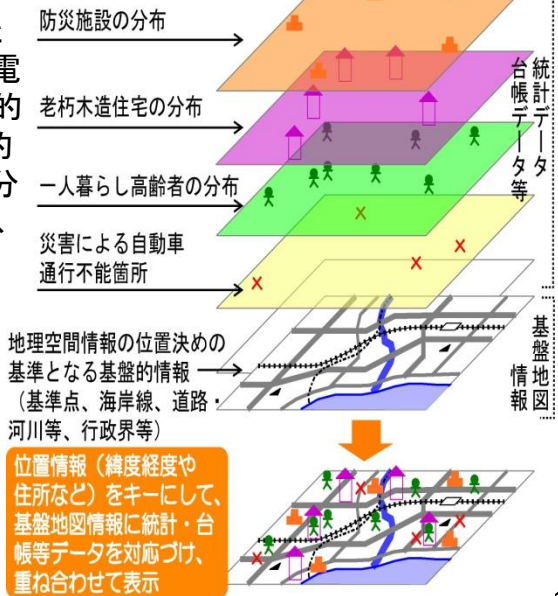 電
的
的
分
、
防災施設の分布
老朽木造住宅の分布
一人暮らし高齢者の分布
災害による自動車
通行不能箇所
統計データ
台帳データ等
地理空間情報の位置決めの
基準となる基盤的情報
（基準点、海岸線、道路・
河川等、行政界等）
基盤地図
情報
位置情報（緯度経度や
住所など）をキーにして、
基盤地図情報に統計・台
帳等データを対応づけ、
重ね合わせて表示